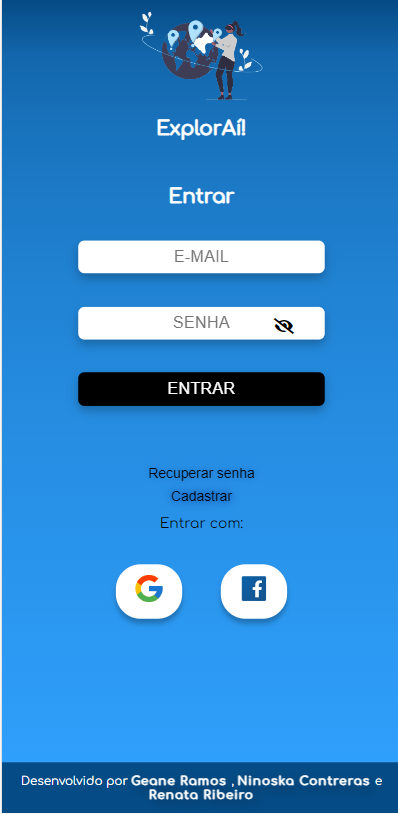 ExplorAí!
Entrar
E-MAIL
SENHA
ENTRAR
Recuperar senha
Cadastrar
Entrar com:
Desenvolvido por Geane Ramos , Ninoska Contreras e
Renata Ribeiro